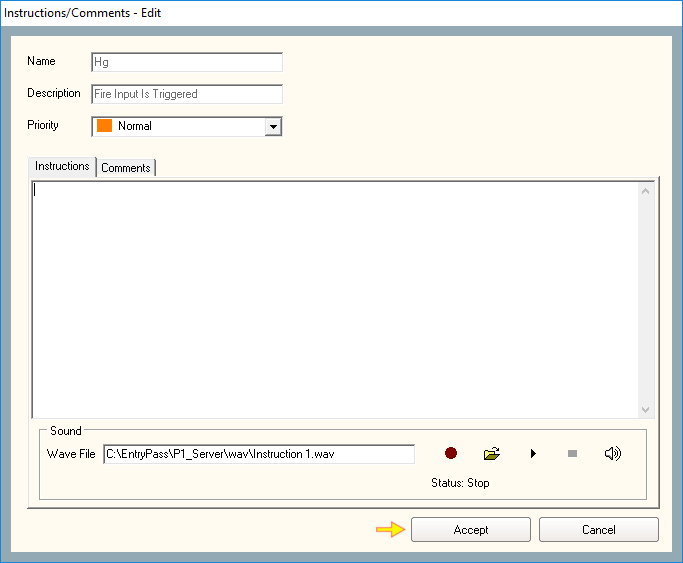 Instructions/Comments - Edit
Name Hg
Description Fire Input Is Triggered
Priority Normal
Instructions Comments
Sound
Wave File C:\EntryPass\P1_Server\wav\Instruction 1.wav
Status: Stop
Accept Cancel